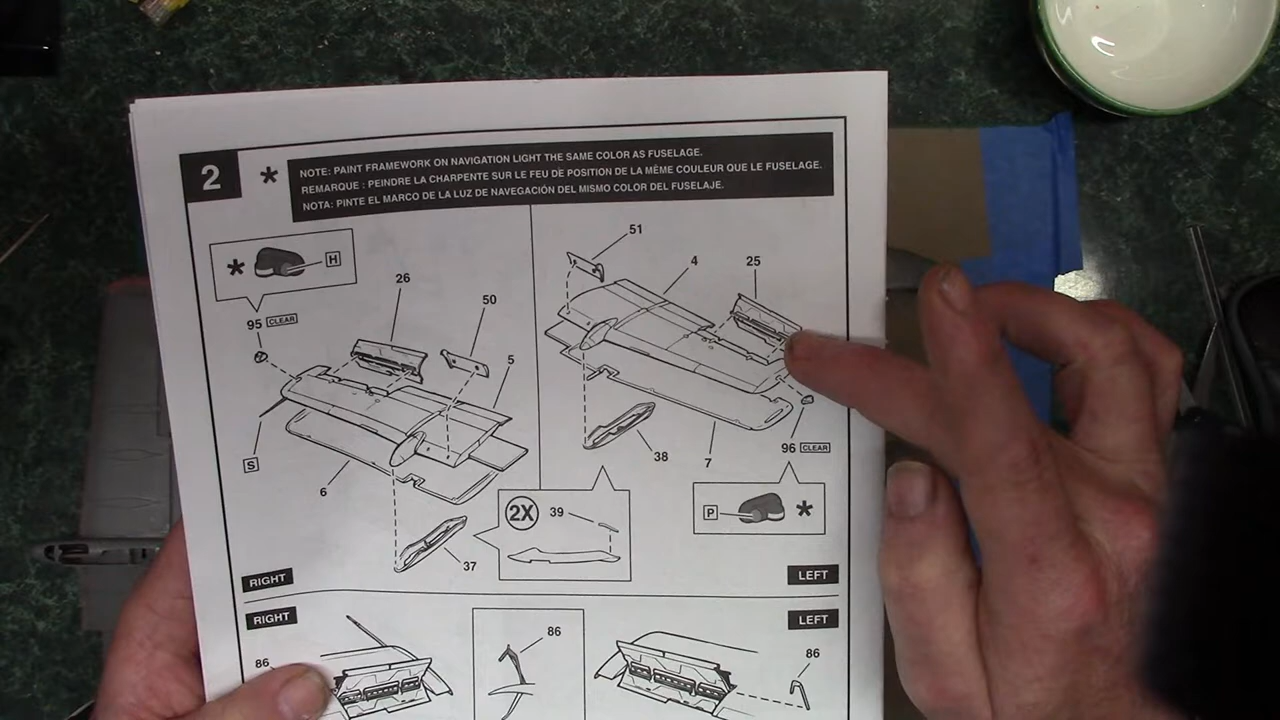 2
*
NOTE: PAINT FRAMEWORK ON NAVIGATION LIGHT THE SAME COLOR AS FUSELAGE.
REMARQUE : PEINDRE LA CHARPENTE SUR LE FEU DE POSITION DE LA MÊME COULEUR QUE LE FUSELAGE.
NOTA: PINTE EL MARCO DE LA LUZ DE NAVEGACIÓN DEL MISMO COLOR DEL FUSELAJE.
* H
95 CLEAR
26
50
5
S
6
37
RIGHT
51
4
25
38
7
96 CLEAR
P *
2X 39
LEFT
RIGHT
86
86
LEFT
86